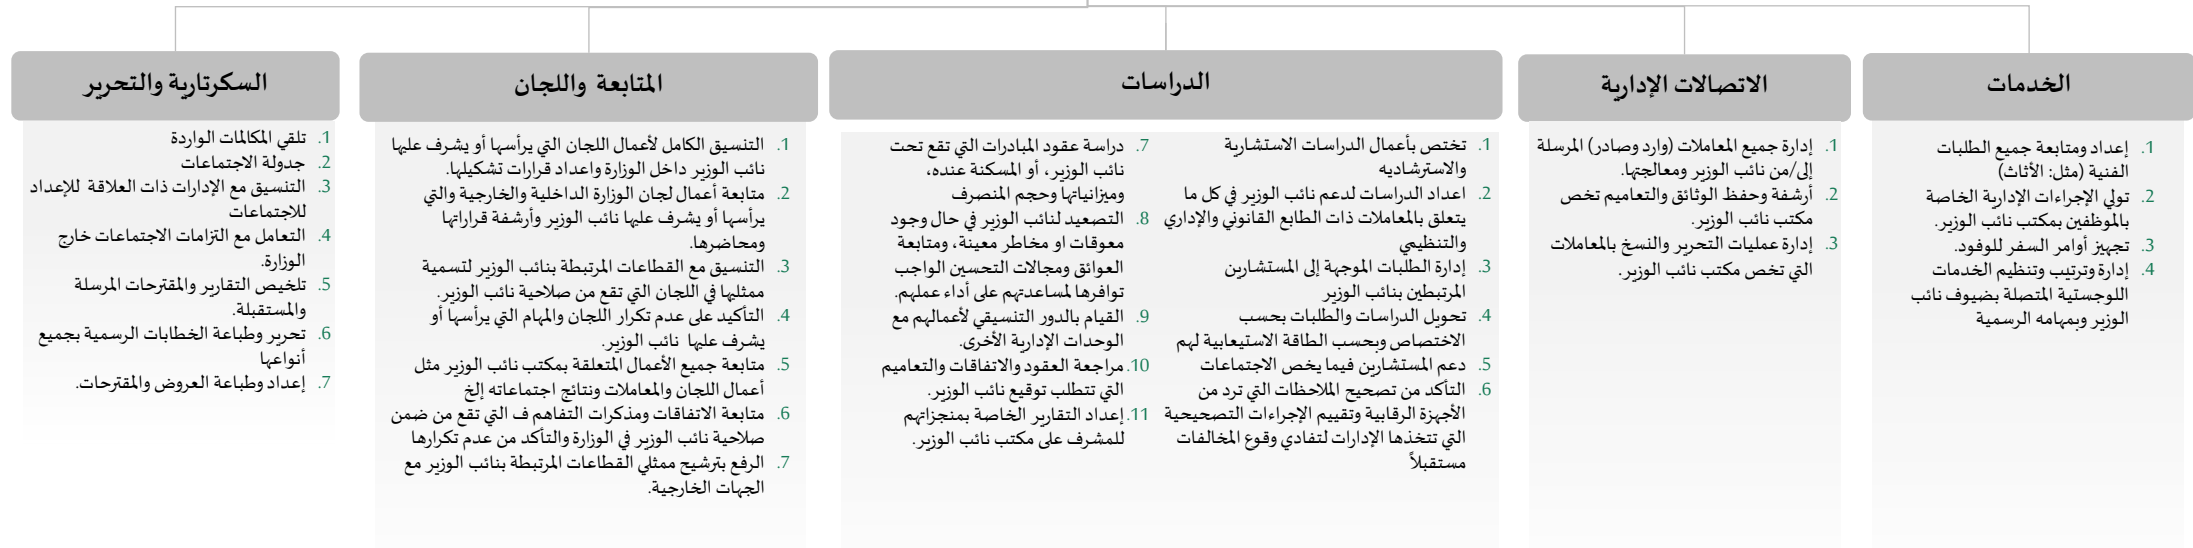 الخدمات
1. إعداد ومتابعة جميع الطلبات
الفنية (مثل: الأثاث)
2. تولي الإجراءات الإدارية الخاصة
بالموظفين بمكتب نائب الوزير.
3. تجهيز أوامر السفر للوفود.
4. إدارة وترتيب وتنظيم الخدمات
اللوجستية المتصلة بضيوف نائب
الوزير وبمهامه الرسمية
الاتصالات الإدارية
1. إدارة جميع المعاملات (وارد وصادر) المرسلة
إلى/من نائب الوزير ومعالجتها.
2. أرشفة وحفظ الوثائق والتعاميم تخص
مكتب نائب الوزير.
3. إدارة عمليات التحرير والنسخ بالمعاملات
التي تخص مكتب نائب الوزير.
الدراسات
1. تختص بأعمال الدراسات الاستشارية
والاسترشاديه
2. اعداد الدراسات لدعم نائب الوزير في كل ما
يتعلق بالمعاملات ذات الطابع القانوني والإداري
والتنظيمي
3. إدارة الطلبات الموجهة إلى المستشارين
المرتبطين بنائب الوزير
4. تحويل الدراسات والطلبات بحسب
الاختصاص وبحسب الطاقة الاستيعابية لهم
5. دعم المستشارين فيما يخص الاجتماعات
6. التأكد من تصحيح الملاحظات التي ترد من
الأجهزة الرقابية وتقييم الإجراءات التصحيحية
التي تتخذها الإدارات لتفادي وقوع المخالفات
مستقبلاً
7. دراسة عقود المبادرات التي تقع تحت
نائب الوزير، أو المسكنة عنده،
وميزانياتها وحجم المنصرف
8. التصعيد لنائب الوزير في حال وجود
معوقات او مخاطر معينة، ومتابعة
العوائق ومجالات التحسين الواجب
توافرها لمساعدتهم على أداء عملهم.
9. القيام بالدور التنسيقي لأعمالهم مع
الوحدات الإدارية الأخرى.
10. مراجعة العقود والاتفاقات والتعاميم
التي تتطلب توقيع نائب الوزير.
11. إعداد التقارير الخاصة بمنجزاتهم
للمشرف على مكتب نائب الوزير.
المتابعة واللجان
1. التنسيق الكامل لأعمال اللجان التي يرأسها أو يشرف عليها
نائب الوزير داخل الوزارة واعداد قرارات تشكيلها.
2. متابعة أعمال لجان الوزارة الداخلية والخارجية والتي
يرأسها أو يشرف عليها نائب الوزير وأرشفة قراراتها
ومحاضرها.
3. التنسيق مع القطاعات المرتبطة بنائب الوزير لتسمية
ممثليها في اللجان التي تقع من صلاحية نائب الوزير.
4. التأكيد على عدم تكرار اللجان والمهام التي يرأسها أو
يشرف عليها نائب الوزير.
5. متابعة جميع الأعمال المتعلقة بمكتب نائب الوزير مثل
أعمال اللجان والمعاملات ونتائج اجتماعاته إلخ
6. متابعة الاتفاقات ومذكرات التفاهم ف التي تقع من ضمن
صلاحية نائب الوزير في الوزارة والتأكد من عدم تكرارها
7. الرفع بترشيح ممثلي القطاعات المرتبطة بنائب الوزير مع
الجهات الخارجية.
السكرتارية والتحرير
1. تلقي المكالمات الواردة
2. جدولة الاجتماعات
3. التنسيق مع الإدارات ذات العلاقة للإعداد
للاجتماعات
4. التعامل مع التزامات الاجتماعات خارج
الوزارة.
5. تلخيص التقارير والمقترحات المرسلة
والمستقبلة.
6. تحرير وطباعة الخطابات الرسمية بجميع
أنواعها
7. إعداد وطباعة العروض والمقترحات.